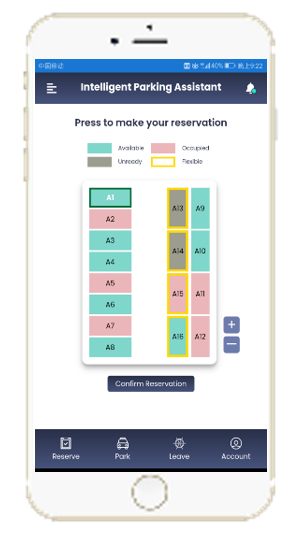 中国移动 40% 晚上9:22
Intelligent Parking Assistant
Press to make your reservation
Available Occupied
Unready Flexible
A1 A13 A9
A2
A3 A14 A10
A4
A5 A15 A11
A6
A7 A16 A12
A8
+
—
Confirm Reservation
Reserve Park Leave Account